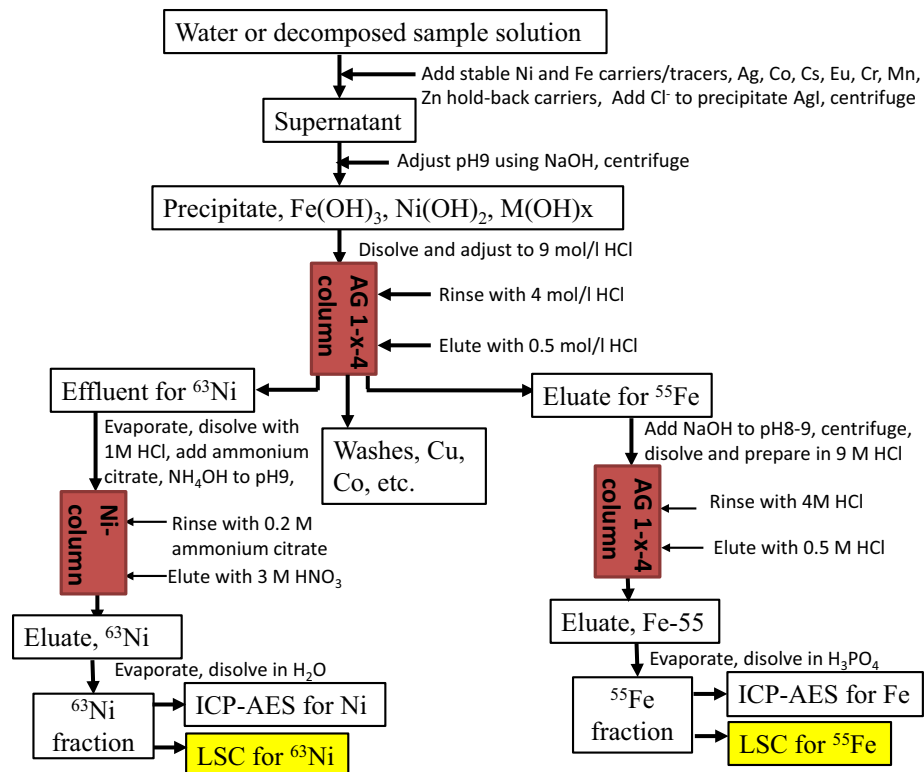 Water or decomposed sample solution
Add stable Ni and Fe carriers/tracers, Ag, Co, Cs, Eu, Cr, Mn,
Zn hold-back carriers, Add Cl⁻ to precipitate AgI, centrifuge
Supernatant
Adjust pH9 using NaOH, centrifuge
Precipitate, Fe(OH)₃, Ni(OH)₂, M(OH)x
Disolve and adjust to 9 mol/l HCl
AG 1-x-4
column
Rinse with 4 mol/l HCl
Elute with 0.5 mol/l HCl
Effluent for ⁶³Ni
Evaporate, disolve with
1M HCl, add ammonium
citrate, NH₄OH to pH9,
Washes, Cu,
Co, etc.
Eluate for ⁵⁵Fe
Add NaOH to pH8-9, centrifuge,
disolve and prepare in 9 M HCl
Ni-
column
Rinse with 0.2 M
ammonium citrate
Elute with 3 M HNO₃
AG 1-x-4
column
Rinse with 4M HCl
Elute with 0.5 M HCl
Eluate, ⁶³Ni
Evaporate, disolve in H₂O
⁶³Ni
fraction
ICP-AES for Ni
LSC for ⁶³Ni
Eluate, Fe-55
Evaporate, disolve in H₃PO₄
⁵⁵Fe
fraction
ICP-AES for Fe
LSC for ⁵⁵Fe